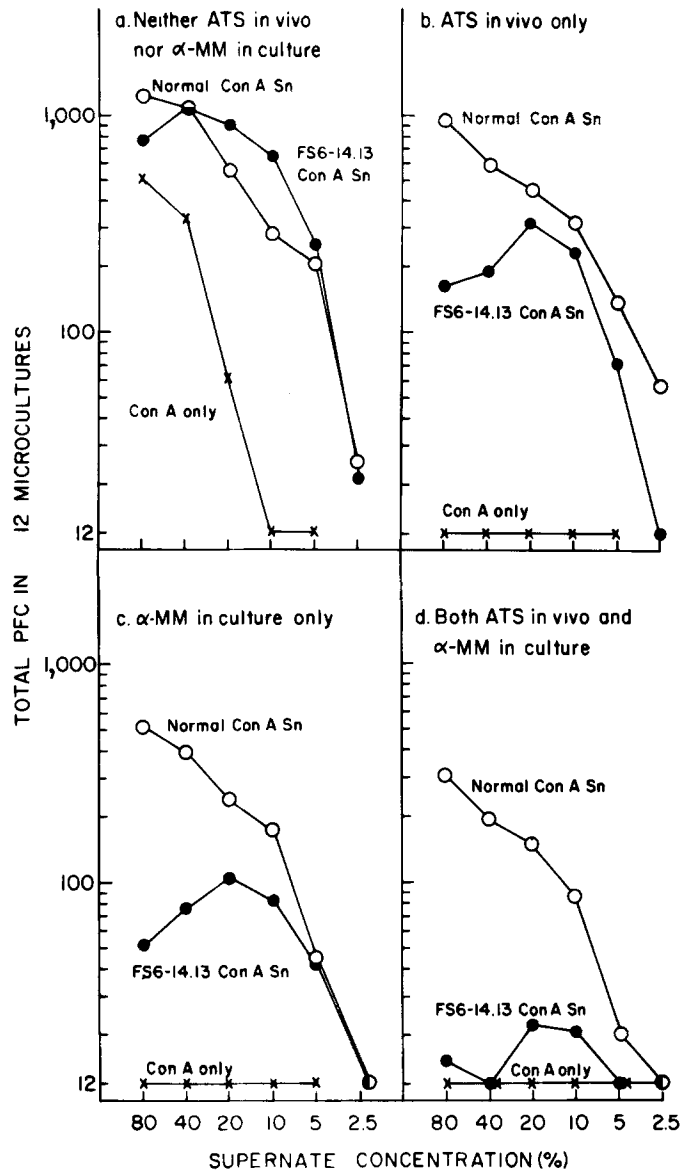 a. Neither ATS in vivo
nor α-MM in culture
Normal Con A Sn
1,000
FS6-14.13
Con A Sn
100
Con A only
12
b. ATS in vivo only
Normal Con A Sn
FS6-14.13 Con A Sn
Con A only
TOTAL PFC IN 12 MICROCULTURES
c. α-MM in culture only
1,000
Normal Con A Sn
100
FS6-14.13 Con A Sn
Con A only
12
80 40 20 10 5 2.5
d. Both ATS in vivo and
α-MM in culture
Normal Con A Sn
FS6-14.13 Con A Sn
Con A only
80 40 20 10 5 2.5
SUPERNATE CONCENTRATION (%)